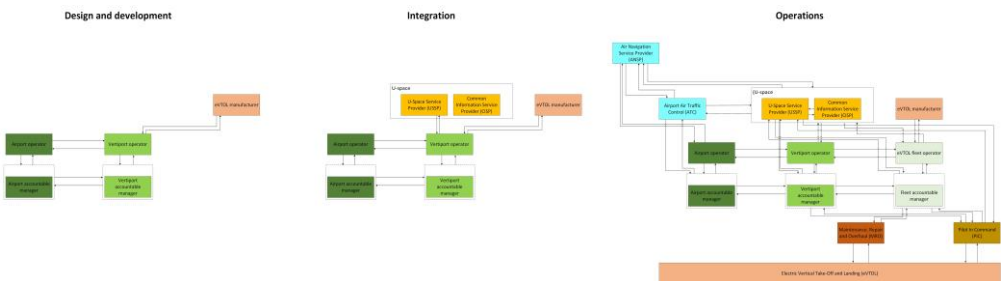 Design and development
Integration
Operations
eVTOL manufacturer
Airport operator
Vertiport operator
Airport accountable
manager
Vertiport
accountable
manager
U-space
U-Space Service
Provider (USSP)
Common
Information Service
Provider (CISP)
eVTOL manufacturer
Airport operator
Vertiport operator
Airport accountable
manager
Vertiport accountable
manager
Air Navigation
Service Provider
(ANSP)
Airport Air Traffic
Control (ATC)
U-space
U-Space Service
Provider (USSP)
Common
Information Service
Provider (CISP)
eVTOL manufacturer
Airport operator
Vertiport operator
eVTOL Fleet operator
Airport accountable
manager
Vertiport
accountable
manager
Fleet accountable
manager
Maintenance, Repair
and Overhaul (MRO)
Pilot in Command
(PIC)
Electric Vertical Take-Off and Landing (eVTOL)